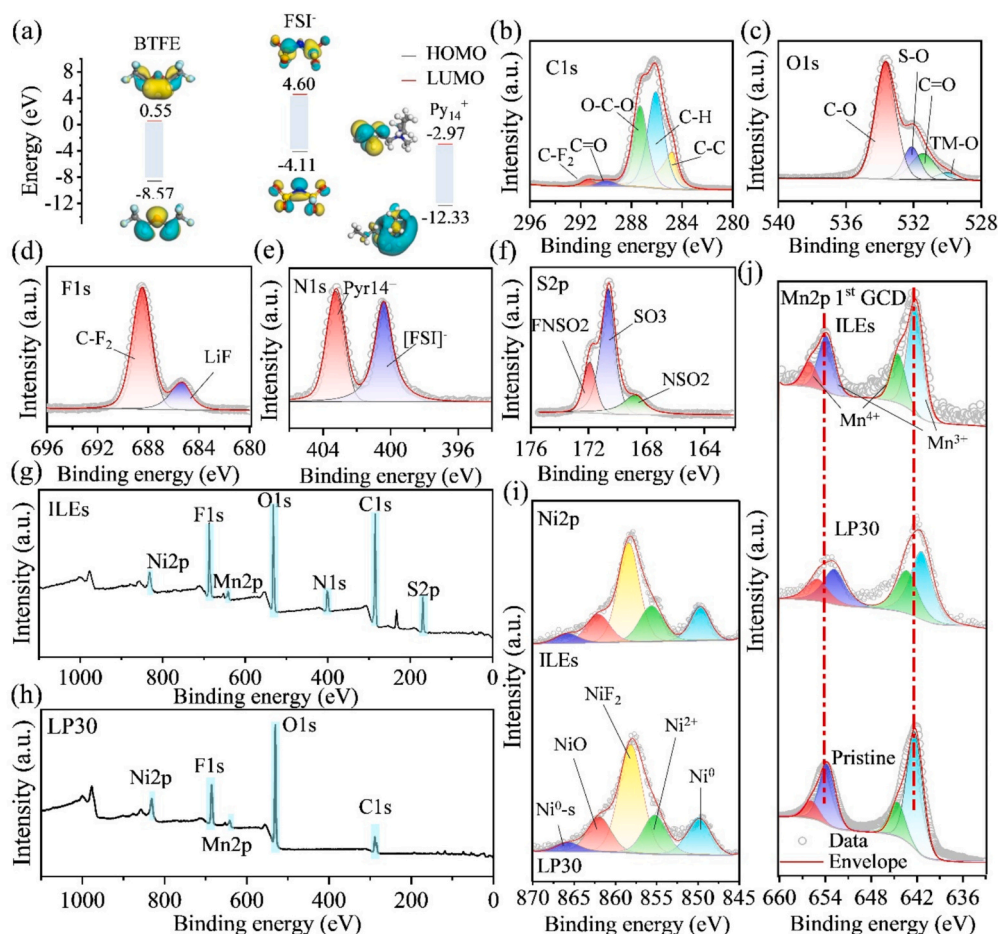 (a)
BTFE
FSI⁻
HOMO
LUMO
Energy (eV)
8
4
0
-4
-8
-12
0.55
-8.57
4.60
-4.11
Py₁₄⁺
-2.97
-12.33
(b)
C1s
O-C-O
C=O
C-F₂
C-H
C-C
Intensity (a.u.)
296 292 288 284 280
Binding energy (eV)
(c)
O1s
S-O
C=O
C-O
TM-O
Intensity (a.u.)
540 536 532 528
Binding energy (eV)
(d)
F1s
C-F₂
LiF
Intensity (a.u.)
696 692 688 684 680
Binding energy (eV)
(e)
N1s
Pyr14⁻
[FSI]⁻
Intensity (a.u.)
404 400 396
Binding energy (eV)
(f)
S2p
FNSO2
SO3
NSO2
Intensity (a.u.)
176 172 168 164
Binding energy (eV)
(g)
ILEs
Ni2p
F1s
Mn2p
O1s
N1s
C1s
S2p
Intensity (a.u.)
1000 800 600 400 200 0
Binding energy (eV)
(h)
LP30
Ni2p
F1s
Mn2p
O1s
C1s
Intensity (a.u.)
1000 800 600 400 200 0
Binding energy (eV)
(i)
Ni2p
ILEs
NiF₂
NiO
Ni²⁺
Ni⁰
Ni⁰-s
LP30
Intensity (a.u.)
870 865 860 855 850 845
Binding energy (eV)
(j)
Mn2p 1ˢᵗ GCD
ILEs
Mn⁴⁺
Mn³⁺
LP30
Pristine
Data
Envelope
Intensity (a.u.)
660 654 648 642 636
Binding energy (eV)